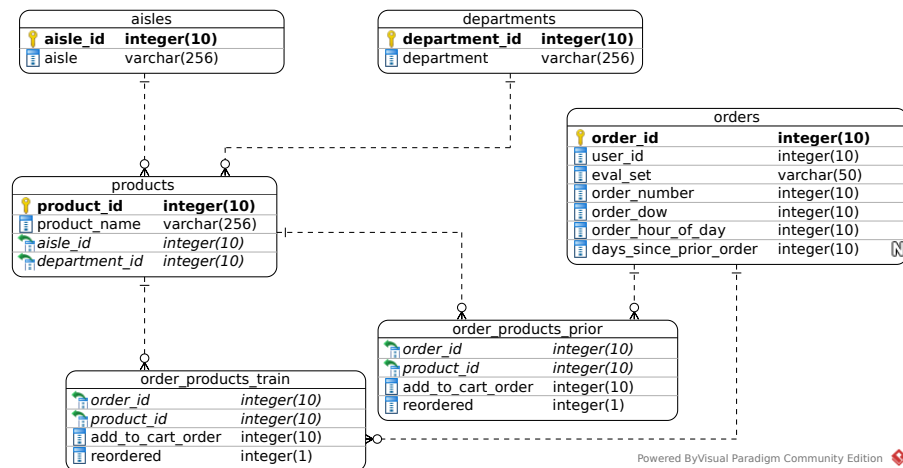 aisles
aisle_id integer(10)
aisle varchar(256)
departments
department_id integer(10)
department varchar(256)
orders
order_id integer(10)
user_id integer(10)
eval_set varchar(50)
order_number integer(10)
order_dow integer(10)
order_hour_of_day integer(10)
days_since_prior_order integer(10) N
products
product_id integer(10)
product_name varchar(256)
aisle_id integer(10)
department_id integer(10)
order_products_prior
order_id integer(10)
product_id integer(10)
add_to_cart_order integer(10)
reordered integer(1)
order_products_train
order_id integer(10)
product_id integer(10)
add_to_cart_order integer(10)
reordered integer(1)
Powered ByVisual Paradigm Community Edition